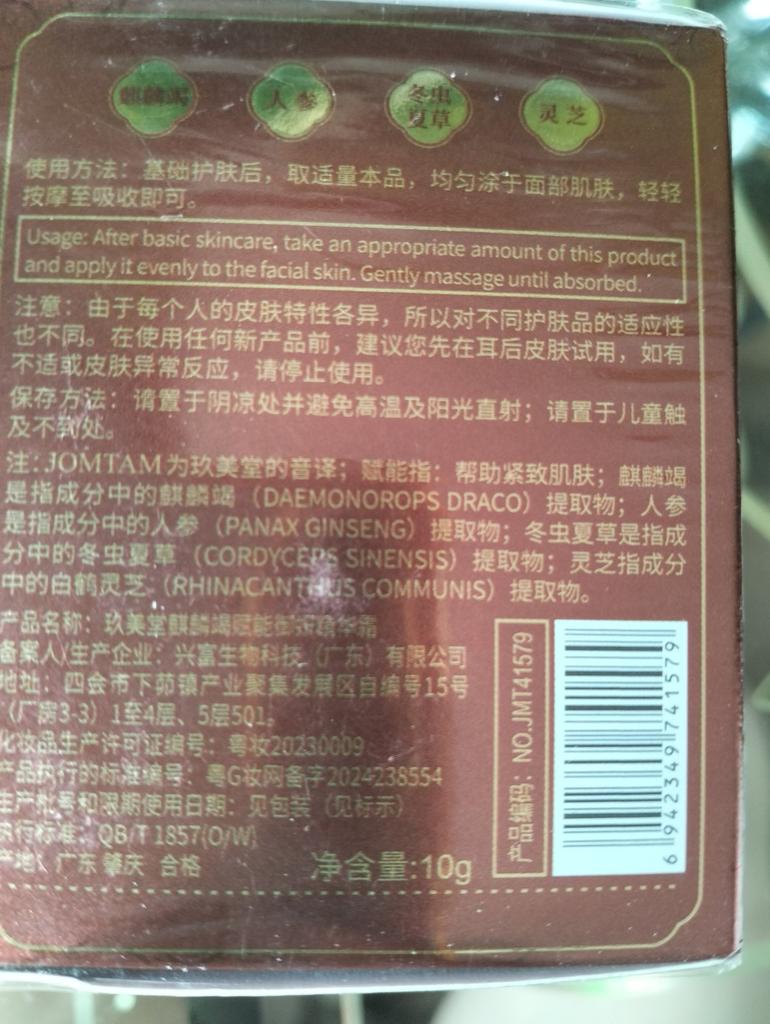 麒麟竭
人参
冬虫
夏草
灵芝
使用方法：基础护肤后，取适量本品，均匀涂于面部肌肤，轻轻
按摩至吸收即可。
Usage: After basic skincare, take an appropriate amount of this product
and apply it evenly to the facial skin. Gently massage until absorbed.
注意：由于每个人的皮肤特性各异，所以对不同护肤品的适应性
也不同。在使用任何新产品前，建议您先在耳后皮肤试用，如有
不适或皮肤异常反应，请停止使用。
保存方法：请置于阴凉处并避免高温及阳光直射；请置于儿童触
及不到处。
注：JOMTAM为玖美堂的音译；赋能指：帮助紧致肌肤；麒麟竭
是指成分中的麒麟竭（DAEMONOROPS DRACO）提取物；人参
是指成分中的人参（PANAX GINSENG）提取物；冬虫夏草是指成
分中的冬虫夏草（CORDYCEPS SINENSIS）提取物；灵芝指成分
中的白鹤灵芝（RHINACANTHUS COMMUNIS）提取物。
产品名称：玖美堂麒麟竭赋能御龄精华霜
备案人/生产企业：兴富生物科技（广东）有限公司
地址：四会市下茆镇产业聚集发展区自编号15号
（厂房3-3）1至4层、5层501。
化妆品生产许可证编号：粤妆20230009
产品执行的标准编号：粤G妆网备字2024238554
生产批号和限期使用日期：见包装（见标示）
执行标准：QB/T 1857(O/W)
产地：广东 肇庆 合格
净含量:10g
产品编码：NO.JMT41579
6 942349 741579